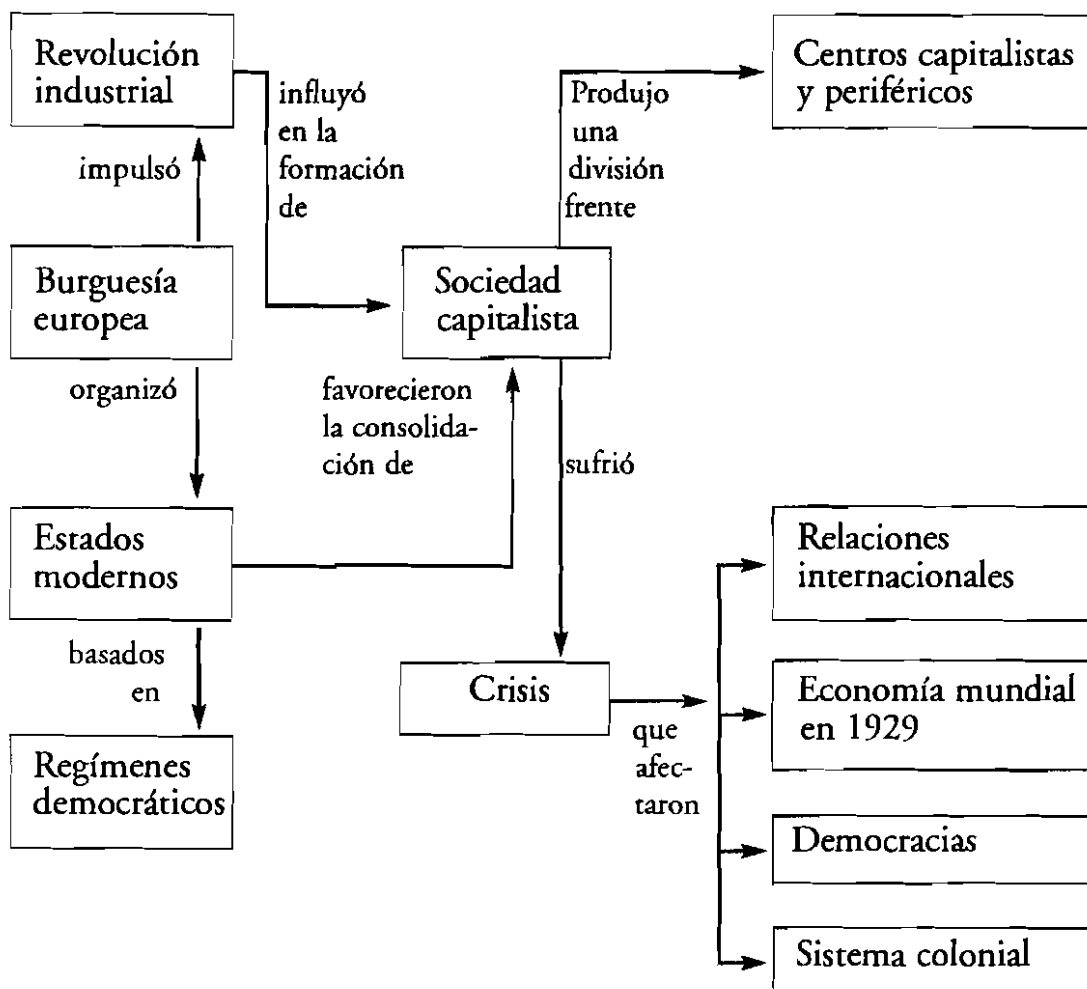 Revolución
industrial
influyó
en la
formación
de
Produjo
una
división
frente
Centros capitalistas
y periféricos
impulsó
Burguesía
europea
Sociedad
capitalista
organizó
favorecieron
la consolida-
ción de
sufrió
Estados
modernos
Relaciones
internacionales
basados
en
Crisis
que
afec-
taron
Economía mundial
en 1929
Regímenes
democráticos
Democracias
Sistema colonial